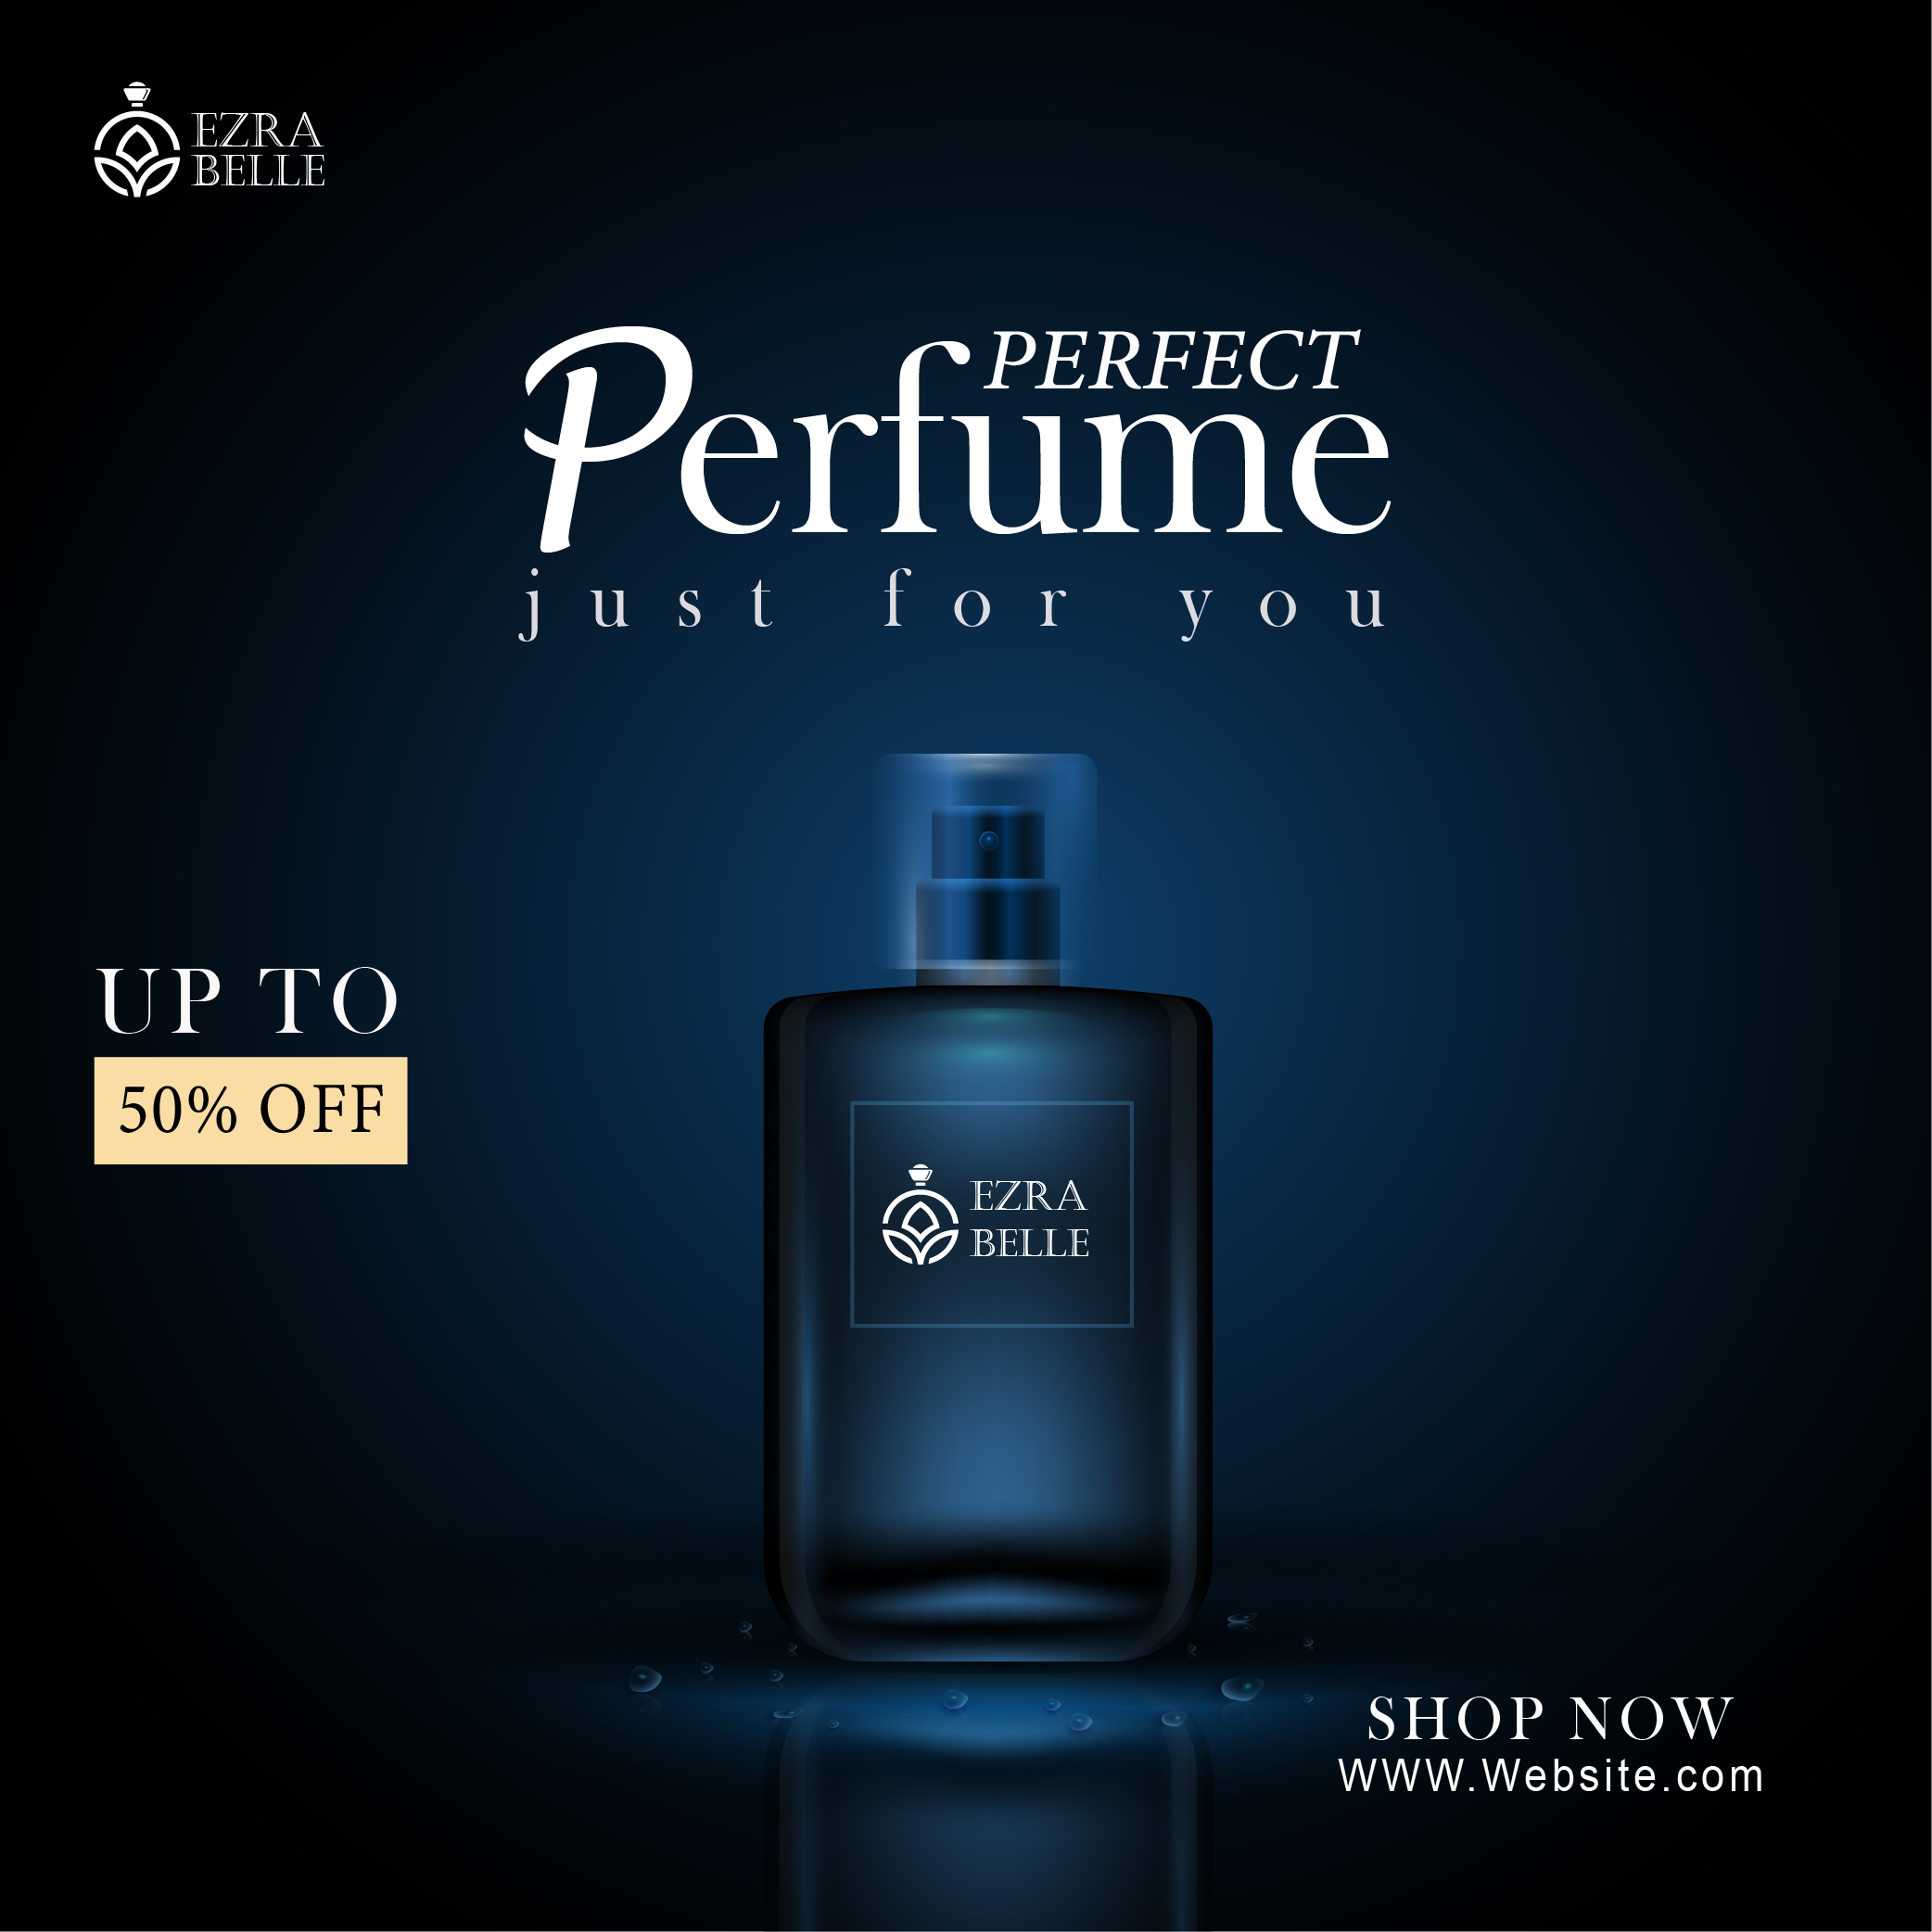 EZRA
BELLE
PERFECT
Perfume
just for you
UP TO
50% OFF
EZRA
BELLE
SHOP NOW
WWW.Website.com